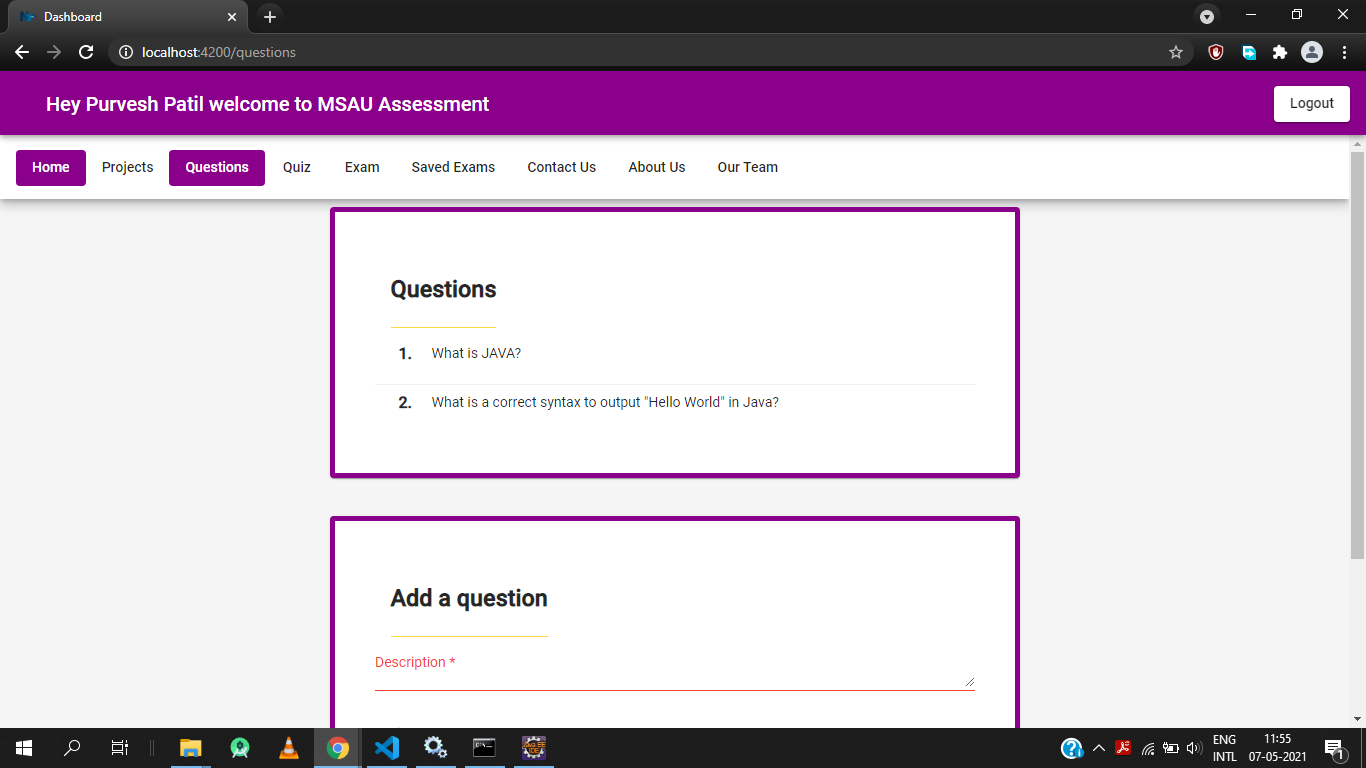 Dashboard
localhost:4200/questions
Hey Purvesh Patil welcome to MSAU Assessment
Logout
Home Projects Questions Quiz Exam Saved Exams Contact Us About Us Our Team
Questions
1. What is JAVA?
2. What is a correct syntax to output "Hello World" in Java?
Add a question
Description *
ENG 11:55
INTL 07-05-2021
1